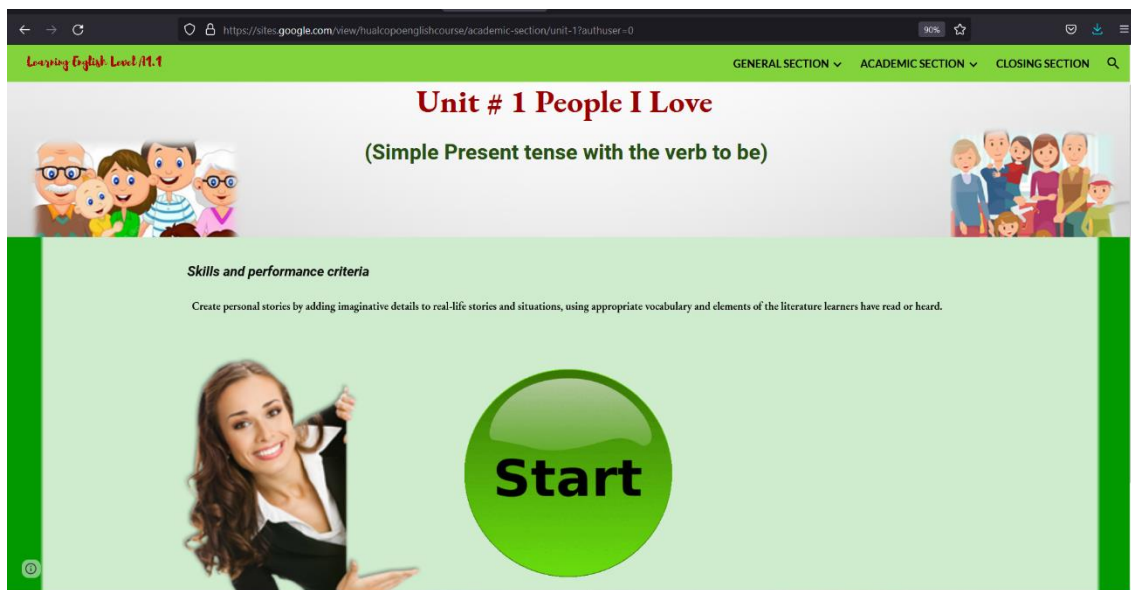 https://sites.google.com/view/hualcopoenglishcourse/academic-section/unit-1?authuser=0
90%
Learning English Level A1.1
GENERAL SECTION
ACADEMIC SECTION
CLOSING SECTION
Unit # 1 People I Love
(Simple Present tense with the verb to be)
Skills and performance criteria
Create personal stories by adding imaginative details to real-life stories and situations, using appropriate vocabulary and elements of the literature learners have read or heard.
Start